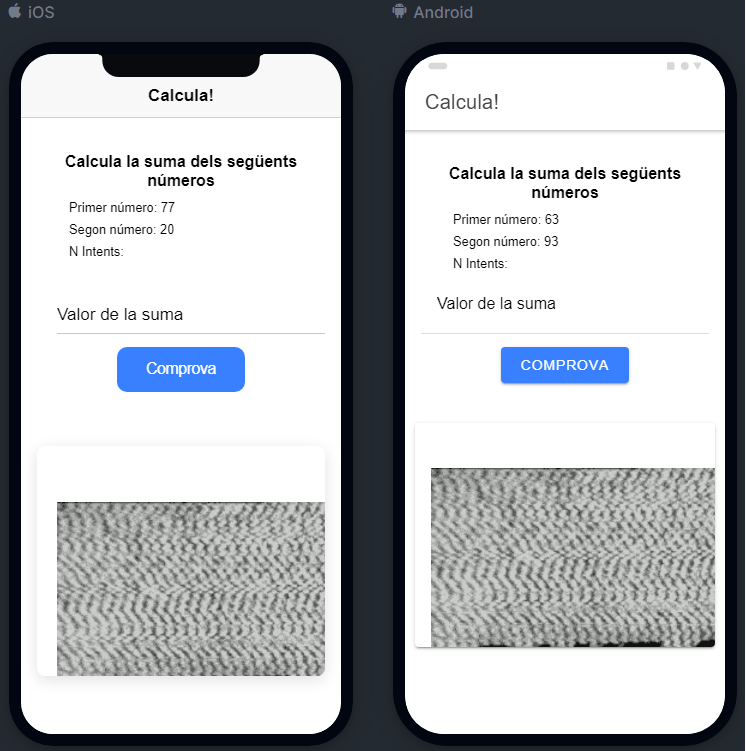 iOS
Calcula!
Calcula la suma dels següents
números
Primer número: 77
Segon número: 20
N Intents:
Valor de la suma
Comprova
Android
Calcula!
Calcula la suma dels següents
números
Primer número: 63
Segon número: 93
N Intents:
Valor de la suma
COMPROVA